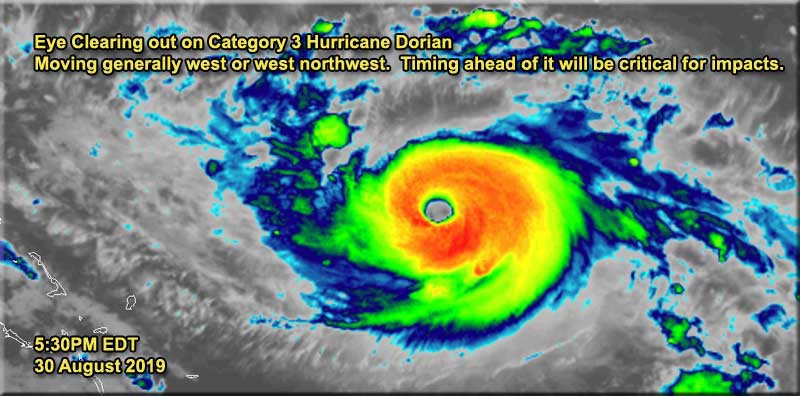 Eye Clearing out on Category 3 Hurricane Dorian
Moving generally west or west northwest.  Timing ahead of it will be critical for impacts.
5:30PM EDT
30 August 2019